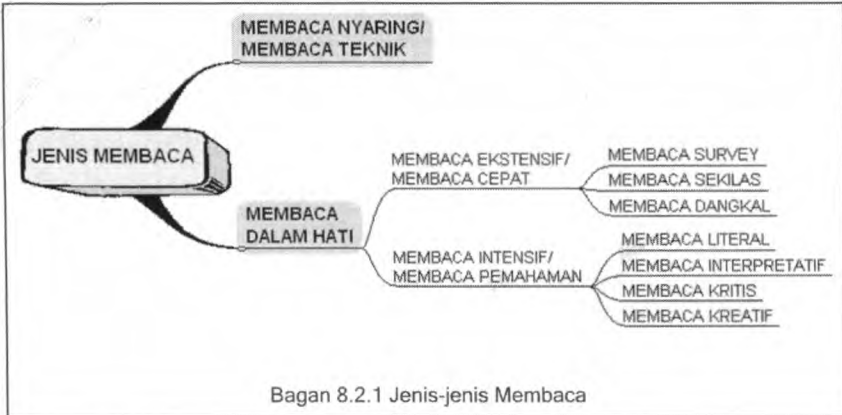 MEMBACA NYARING/
MEMBACA TEKNIK
JENIS MEMBACA
MEMBACA
DALAM HATI
MEMBACA EKSTENSIF/
MEMBACA CEPAT
MEMBACA SURVEY
MEMBACA SEKILAS
MEMBACA DANGKAL
MEMBACA INTENSIF/
MEMBACA PEMAHAMAN
MEMBACA LITERAL
MEMBACA INTERPRETATIF
MEMBACA KRITIS
MEMBACA KREATIF
Bagan 8.2.1 Jenis-jenis Membaca